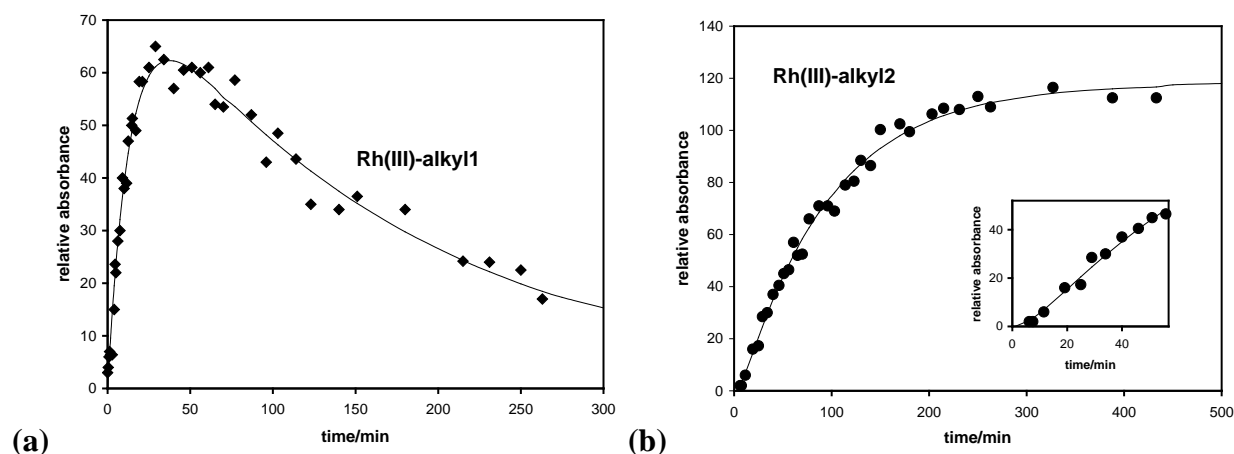 70
60
50
40
30
20
10
0
relative absorbance
Rh(III)-alkyl1
0 50 100 150 200 250 300
time/min
(a)
140
120
100
80
60
40
20
0
relative absorbance
Rh(III)-alkyl2
40
20
0
relative absorbance
0 20 40
time/min
0 100 200 300 400 500
time/min
(b)